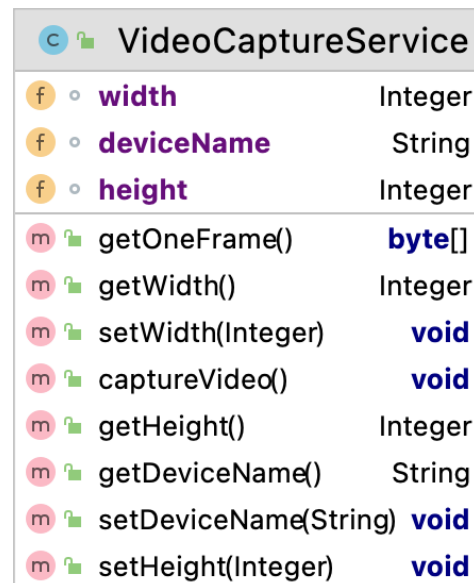 C VideoCaptureService
f width Integer
f deviceName String
f height Integer
m getOneFrame() byte[]
m getWidth() Integer
m setWidth(Integer) void
m captureVideo() void
m getHeight() Integer
m getDeviceName() String
m setDeviceName(String) void
m setHeight(Integer) void